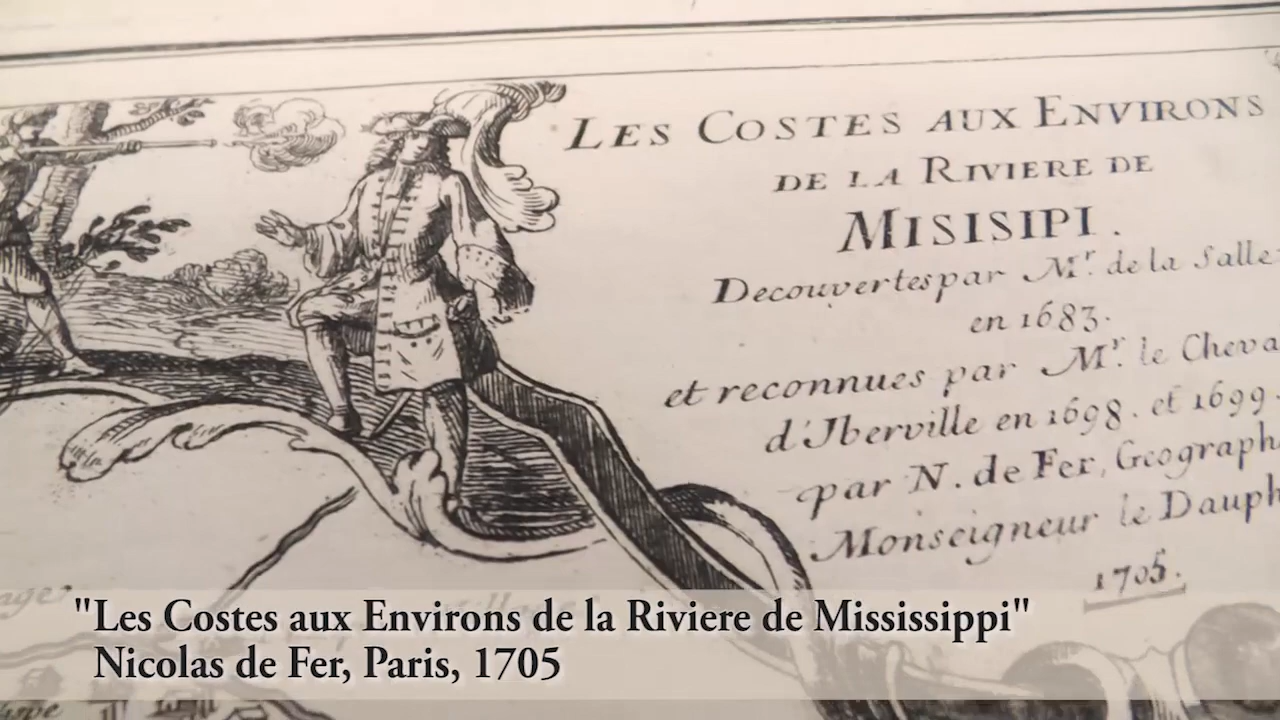 LES COSTES AUX ENVIRONS
DE LA RIVIERE DE
MISISIPI.
Decouvertes par Mr. de la Salle
en 1683.
et reconnues par Mr. le Cheva
d'Iberville en 1698. et 1699.
par N. de Fer, Geograph
Monseigneur le Dauph
1705.
"Les Costes aux Environs de la Riviere de Mississippi"
Nicolas de Fer, Paris, 1705